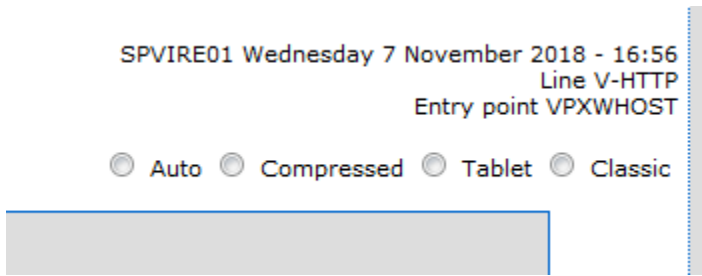 SPVIRE01 Wednesday 7 November 2018 - 16:56
Line V-HTTP
Entry point VPXWHOST
Auto Compressed Tablet Classic